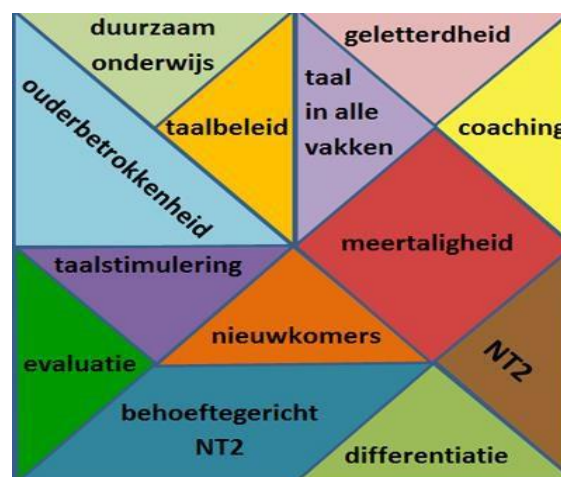 duurzaam
onderwijs
geletterdheid
ouderbetrokkenheid
taalbeleid
taal
in alle
vakken
coaching
meertaligheid
taalstimulering
nieuwkomers
evaluatie
NT2
behoeftegericht
NT2
differentiatie